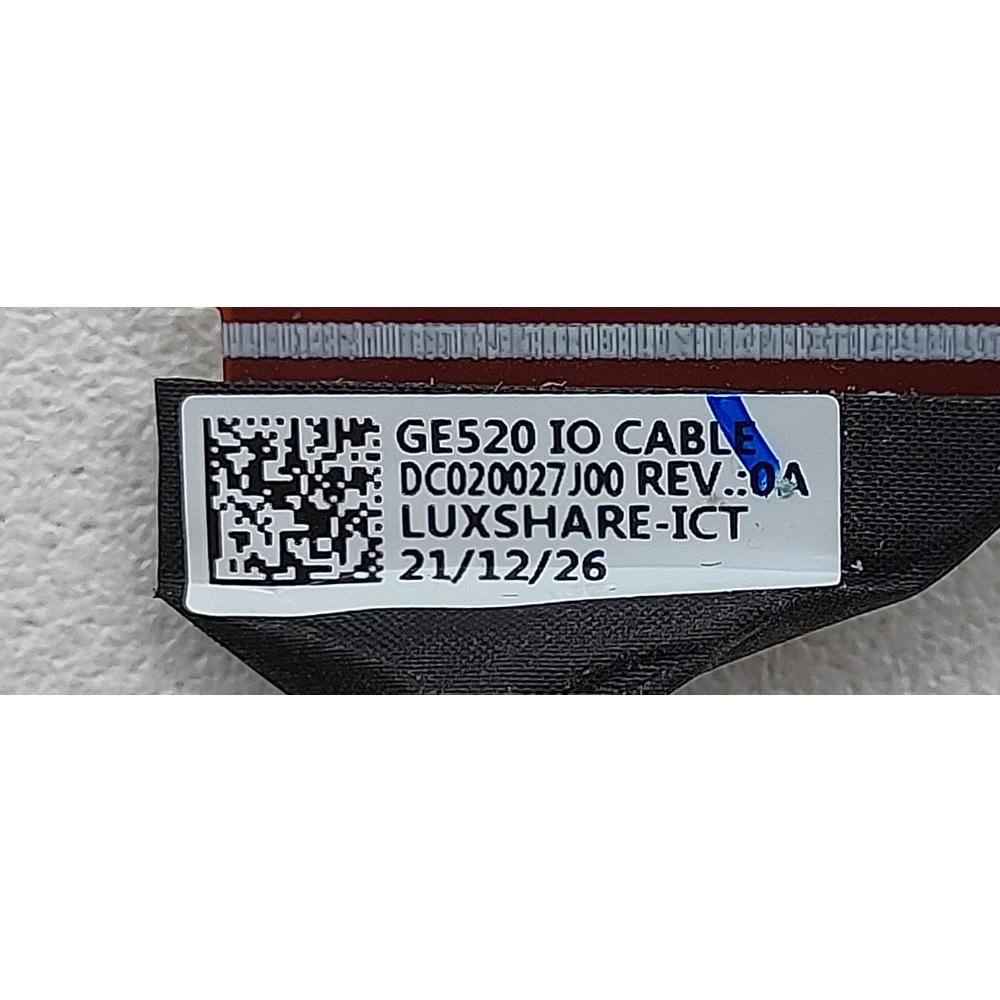 GE520 IO CABLE
DC020027J00 REV.:0A
LUXSHARE-ICT
21/12/26